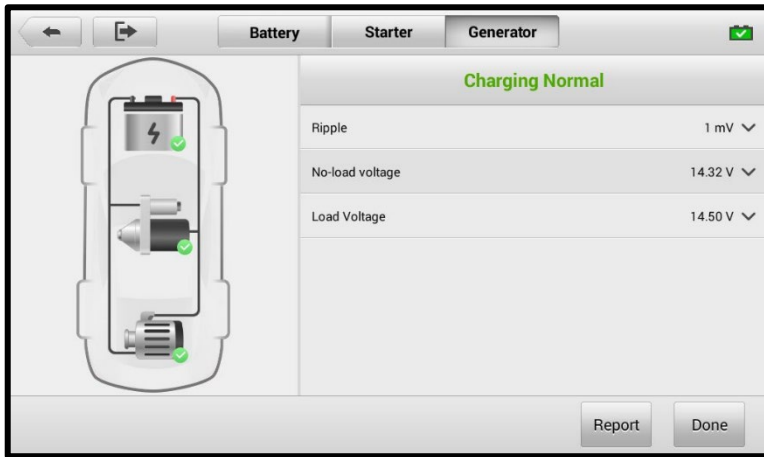 Battery Starter Generator
Charging Normal
Ripple 1 mV
No-load voltage 14.32 V
Load Voltage 14.50 V
Report Done